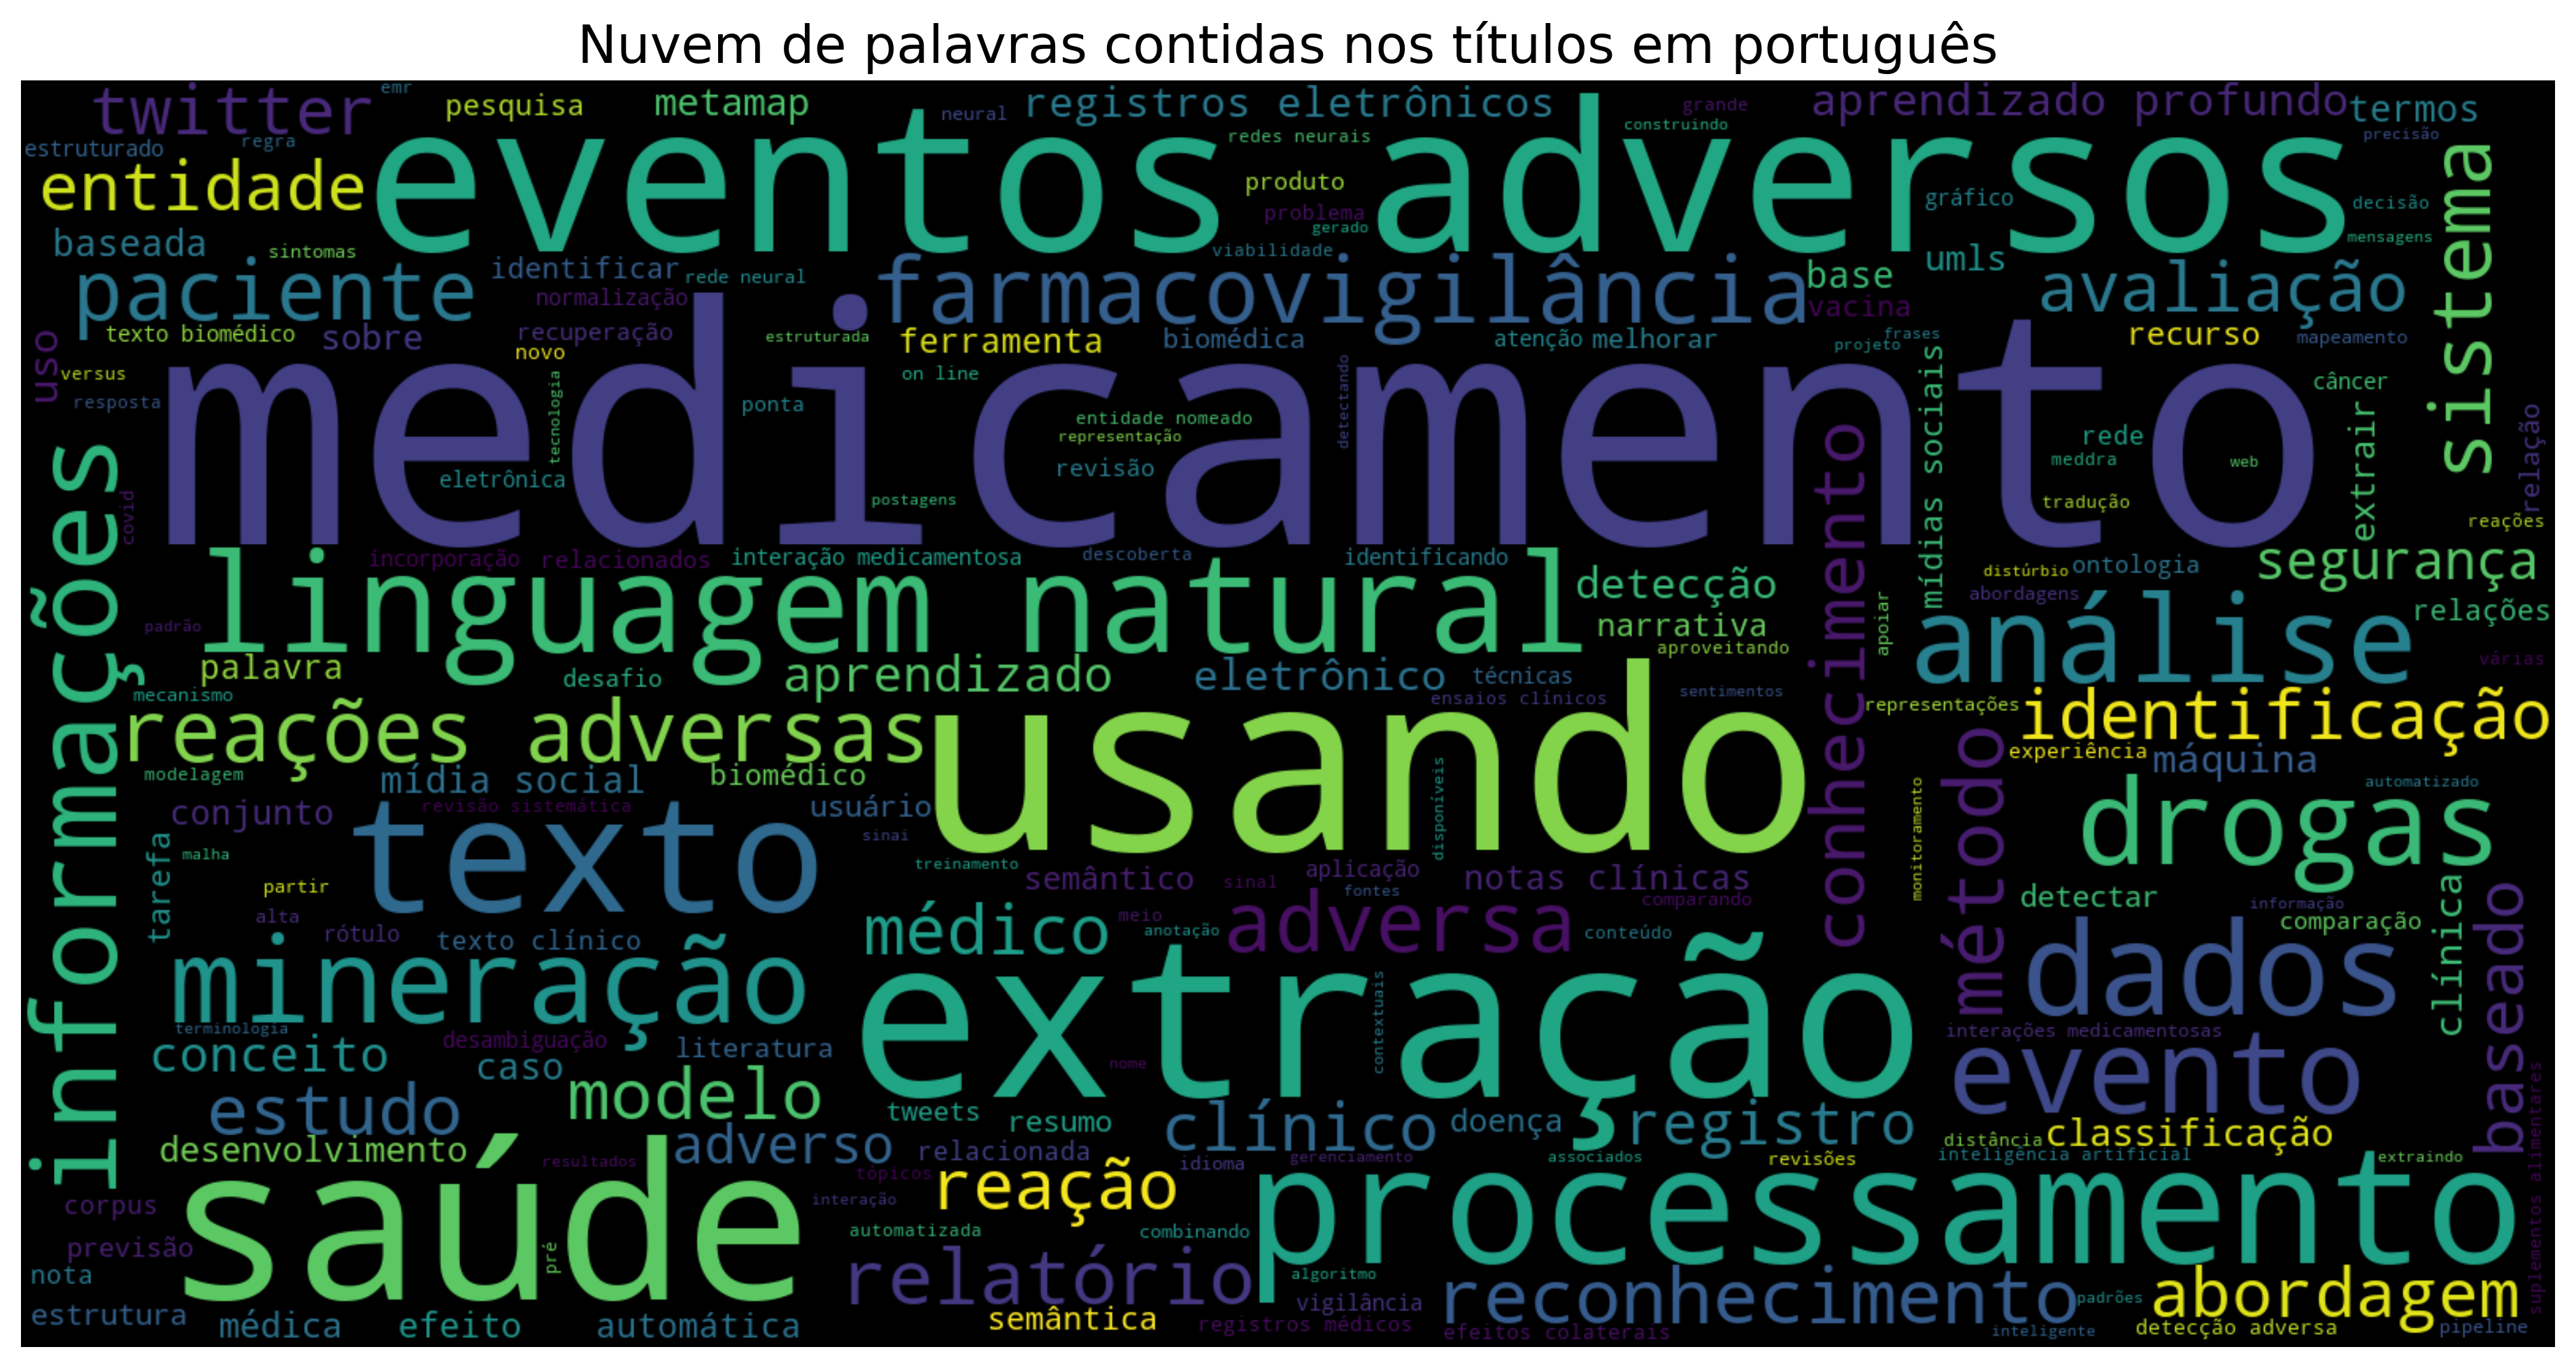 Nuvem de palavras contidas nos títulos em português
twitter
emr
pesquisa
metamap
neural
registros eletrônicos
grande
aprendizado profundo
termos
estruturado
regra
redes neurais
construindo
precisão
entidade
eventos adversos
produto
problema
gerado
gráfico
decisão
mensagens
sistema
baseada
sintomas
viabilidade
umls
paciente
identificar
rede neural
farmacovigilância
base
avaliação
normalização
vacina
texto biomédico
sobre
recuperação
estruturada
ferramenta
biomédica
atenção
melhorar
projeto
frases
recurso
mapeamento
uso
versus
novo
on line
câncer
resposta
medicamento
tecnologia
ponta
entidade nomeado
detectando
representação
revisão
eletrônica
postagens
mídias sociais
rede
meddra
web
extrair
relação
tradução
reações
covid
informações
incorporação
relacionados
interação medicamentosa
descoberta
identificando
conhecimento
distúrbio
ontologia
segurança
linguagem natural
detecção
abordagens
apoiar
relações
padrão
narrativa
análise
palavra
desafio
aprendizado
eletrônico
técnicas
aproveitando
várias
mecanismo
ensaios clínicos
sentimentos
representações
identificação
reações adversas
usando
método
experiência
máquina
modelagem
mídia social
biomédico
disponíveis
monitoramento
automatizado
conjunto
revisão sistemática
usuário
drogas
texto
sinai
tarefa
malha
treinamento
partir
semântico
sinal
aplicação
fontes
notas clínicas
comparando
detectar
informação
clínica
baseado
alta
rótulo
texto clínico
médico
meio
anotação
adversa
conteúdo
comparação
mineração
extração
contextuais
dados
terminologia
desambiguação
literatura
interações medicamentosas
conceito
caso
nome
evento
estudo
modelo
tweets
resumo
clínico
doença
registro
desenvolvimento
adverso
relacionada
idioma
gerenciamento
associados
revisões
distância
classificação
inteligência artificial
extraindo
suplementos alimentares
resultados
tópicos
saúde
reação
interação
processamento
corpus
automatizada
combinando
previsão
pré
nota
relatório
algoritmo
vigilância
reconhecimento
padrões
abordagem
estrutura
médica
efeito
automática
semântica
registros médicos
efeitos colaterais
inteligente
detecção adversa
pipeline